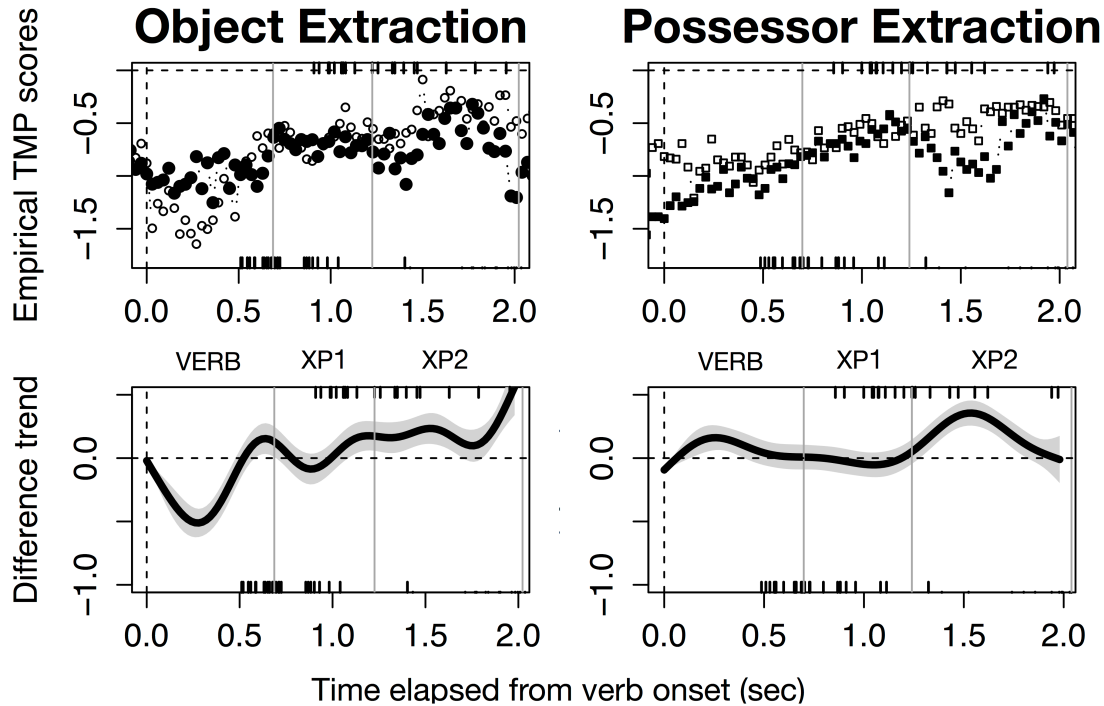 Object Extraction Possessor Extraction
Empirical TMP scores
−0.5
−1.5
−0.5
−1.5
0.0 0.5 1.0 1.5 2.0 0.0 0.5 1.0 1.5 2.0
VERB XP1 XP2 VERB XP1 XP2
Difference trend
0.0
−1.0
0.0
−1.0
0.0 0.5 1.0 1.5 2.0 0.0 0.5 1.0 1.5 2.0
Time elapsed from verb onset (sec)